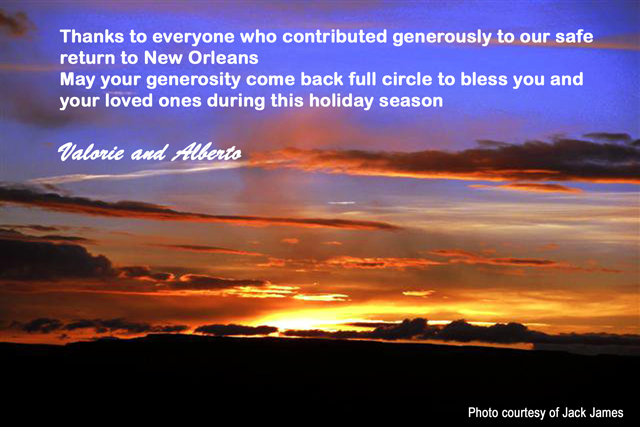 Thanks to everyone who contributed generously to our safe
return to New Orleans
May your generosity come back full circle to bless you and
your loved ones during this holiday season
Valorie and Alberto
Photo courtesy of Jack James